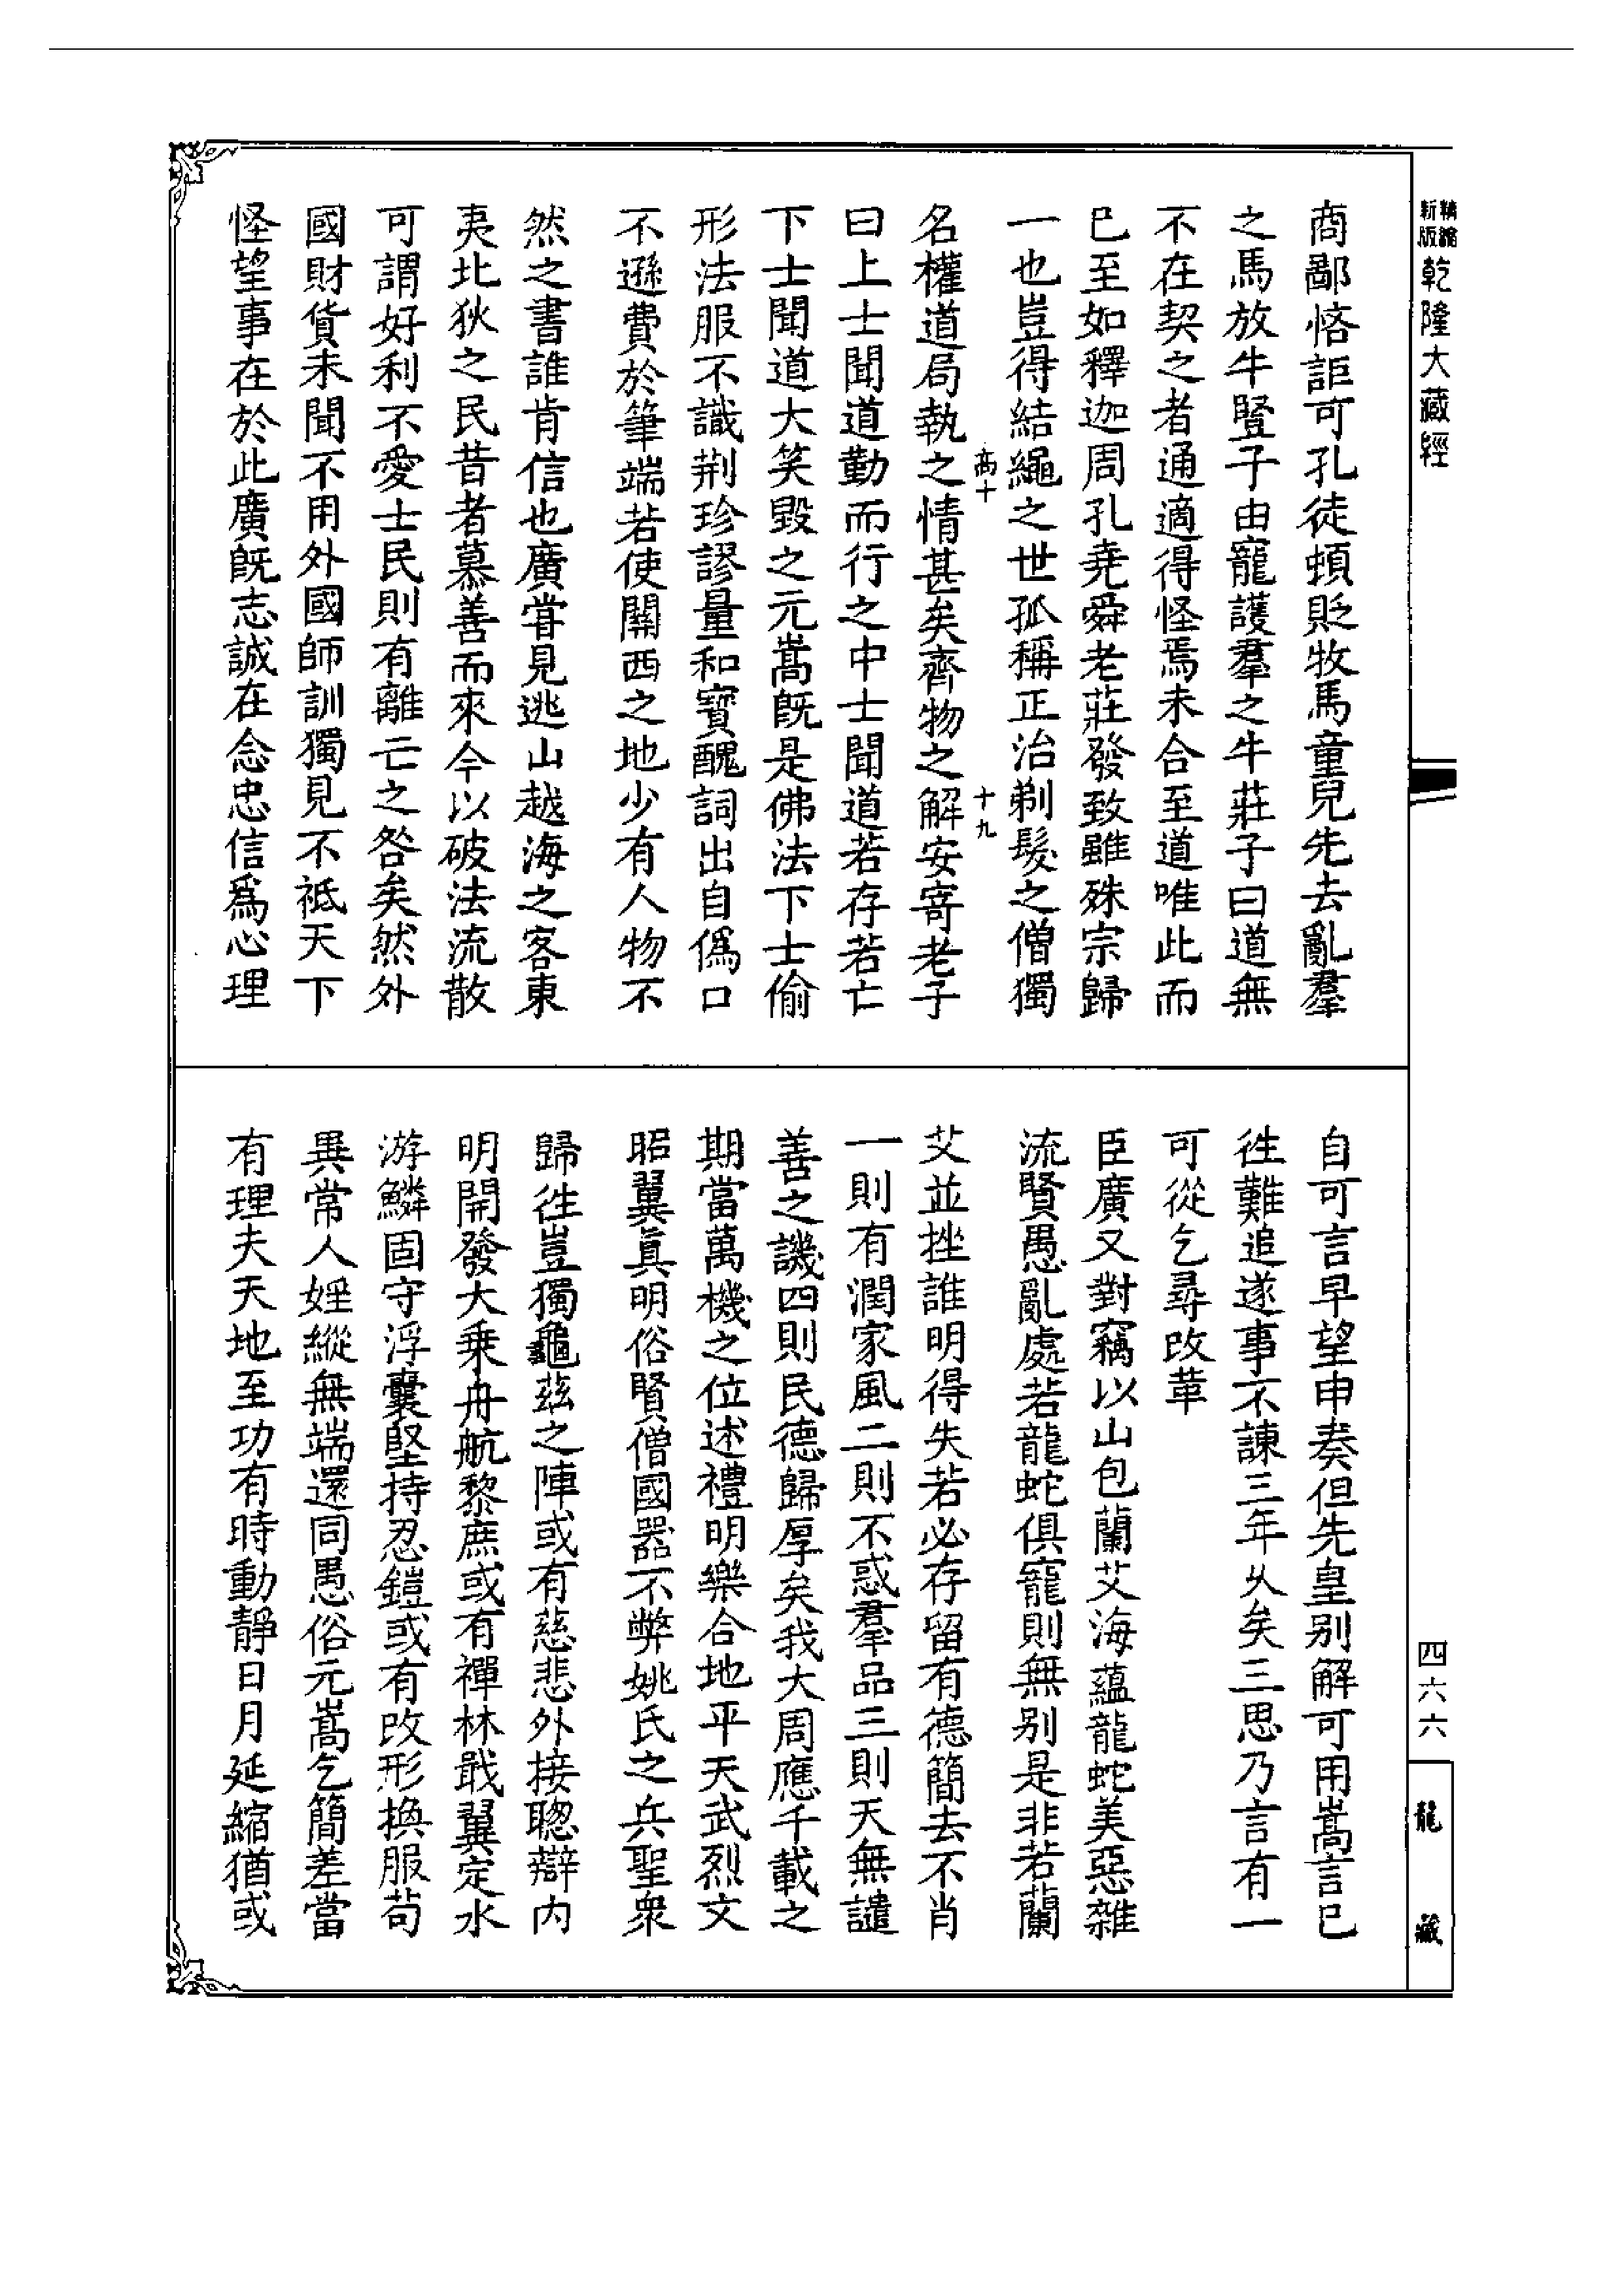 精縮新版乾隆大藏經
商鄙悋詎可孔徒頓貶牧馬童兒先去亂羣
之馬放牛豎子由寵護羣之牛莊子曰道無
不在契之者通適得怪焉未合至道唯此而
已至如釋迦周孔堯舜老莊發致雖殊宗歸
一也豈得結繩之世孤稱正治剃髮之僧獨
高十 十九
名權道局執之情甚矣齊物之解安寄老子
曰上士聞道勤而行之中士聞道若存若亡
下士聞道大笑毀之元嵩旣是佛法下士偷
形法服不識荆珍謬量和寳醜詞出自僞口
不遜費於筆端若使關西之地少有人物不
然之書誰肯信也廣甞見逃山越海之客東
夷北狄之民昔者慕善而來今以破法流散
可謂好利不愛士民則有離亡之咎矣然外
國財貨未聞不用外國師訓獨見不祇天下
怪望事在於此廣旣志誠在念忠信爲心理
自可言早望申奏但先皇别解可用嵩言已
徃難追遂事不諫三年乆矣三思乃言有一
可從乞尋改革
臣廣又對竊以山包蘭艾海蘊龍蛇美惡雜
流賢愚亂處若龍蛇俱寵則無别是非若蘭
艾並挫誰明得失若必存留有德簡去不肖
一則有潤家風二則不惑羣品三則天無譴
善之譏四則民德歸厚矣我大周應千載之
期當萬機之位述禮明樂合地平天武烈文
昭翼真明俗賢僧國器不弊姚氏之兵聖衆
歸徃豈獨龜茲之陣或有慈悲外接聰辯内
明開發大乗舟航黎庶或有禪林戢翼定水
游鱗固守浮囊堅持忍鎧或有改形換服苟
異常人婬縱無端還同愚俗元嵩乞簡差當
有理夫天地至功有時動靜日月延縮猶或
四六六
龍藏